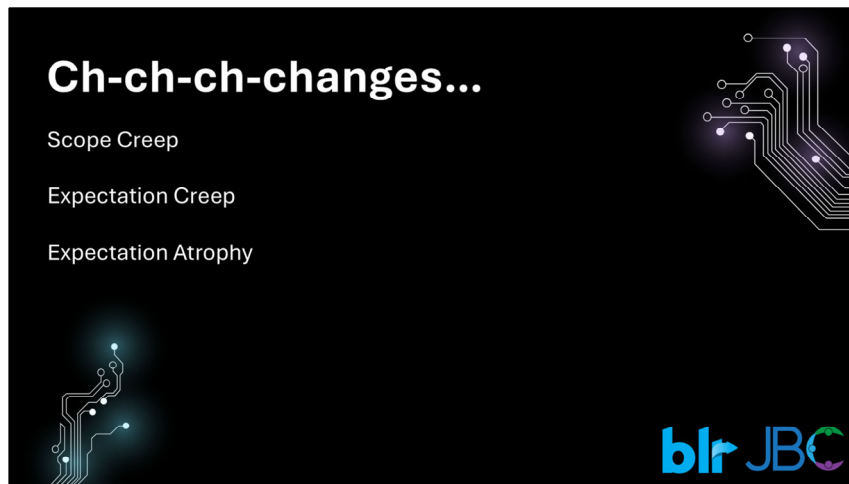 Ch-ch-ch-changes...
Scope Creep
Expectation Creep
Expectation Atrophy
blr JBC